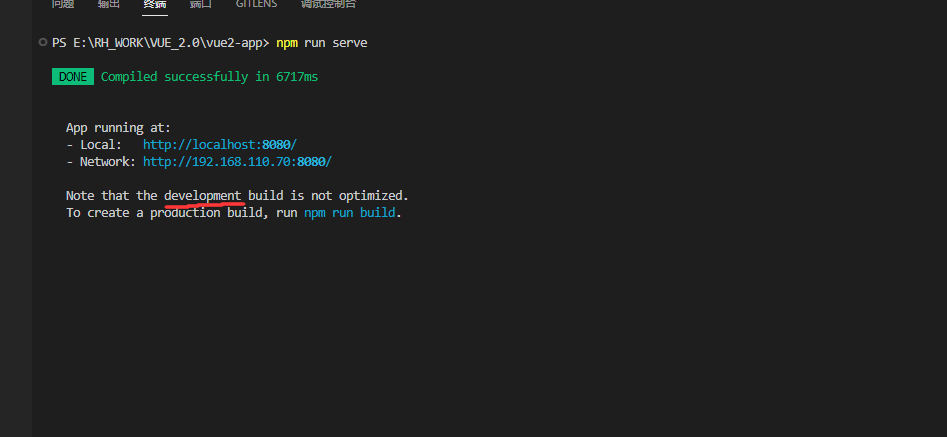 问题 输出 终端 端口 GITLENS 调试控制台
PS E:\RH_WORK\VUE_2.0\vue2-app> npm run serve
DONE Compiled successfully in 6717ms
App running at:
- Local: http://localhost:8080/
- Network: http://192.168.110.70:8080/
Note that the development build is not optimized.
To create a production build, run npm run build.